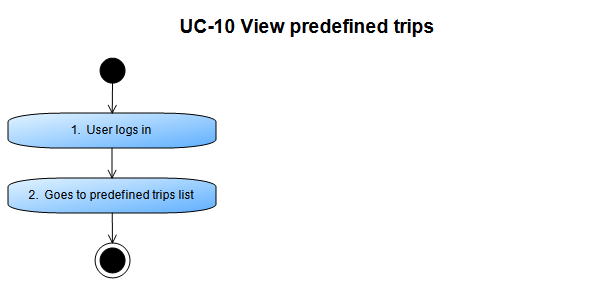 UC-10 View predefined trips
1. User logs in
2. Goes to predefined trips list